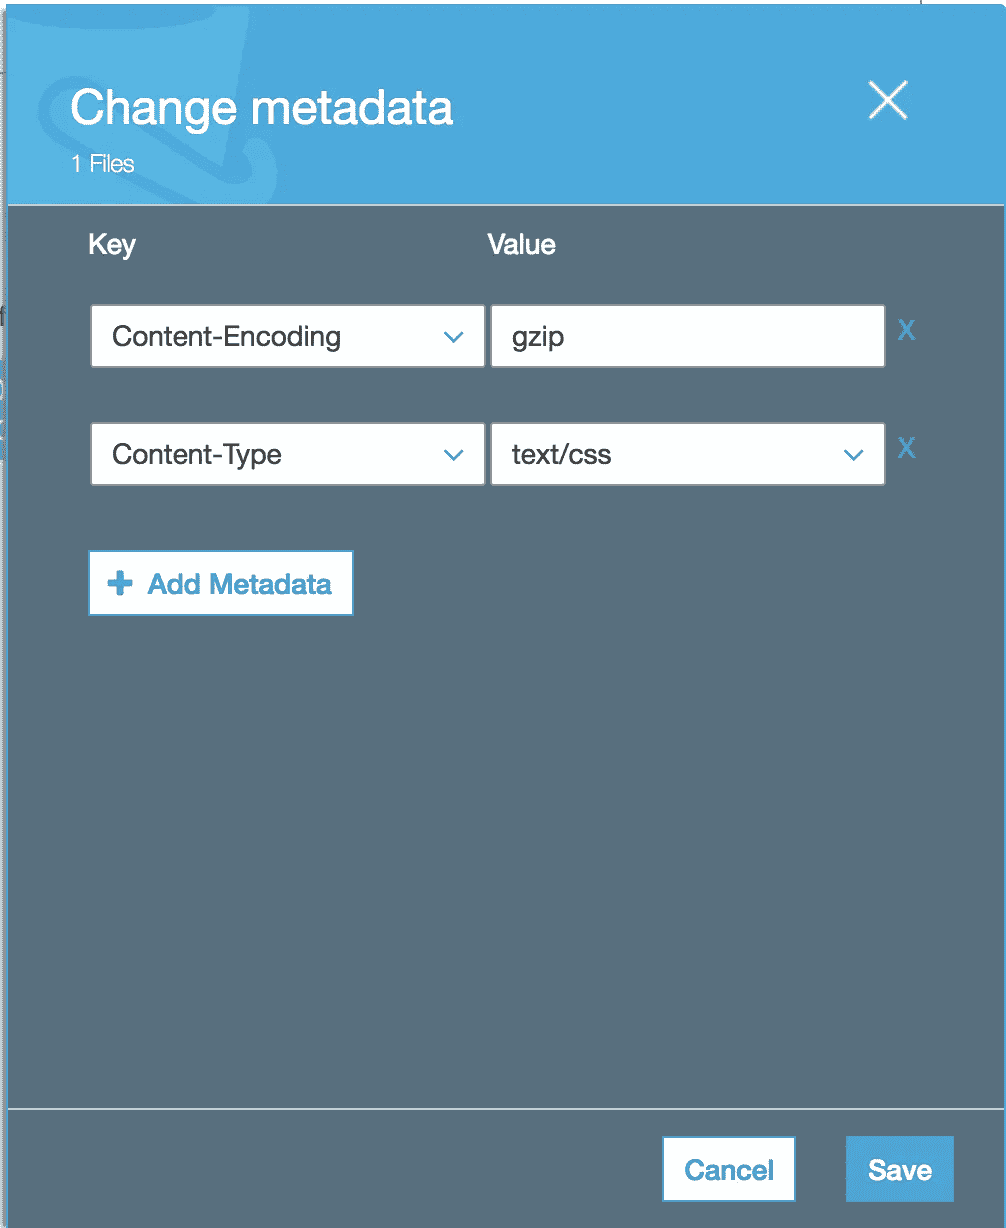 Change metadata
1 Files
Key Value
Content-Encoding gzip X
Content-Type text/css X
+ Add Metadata
Cancel Save